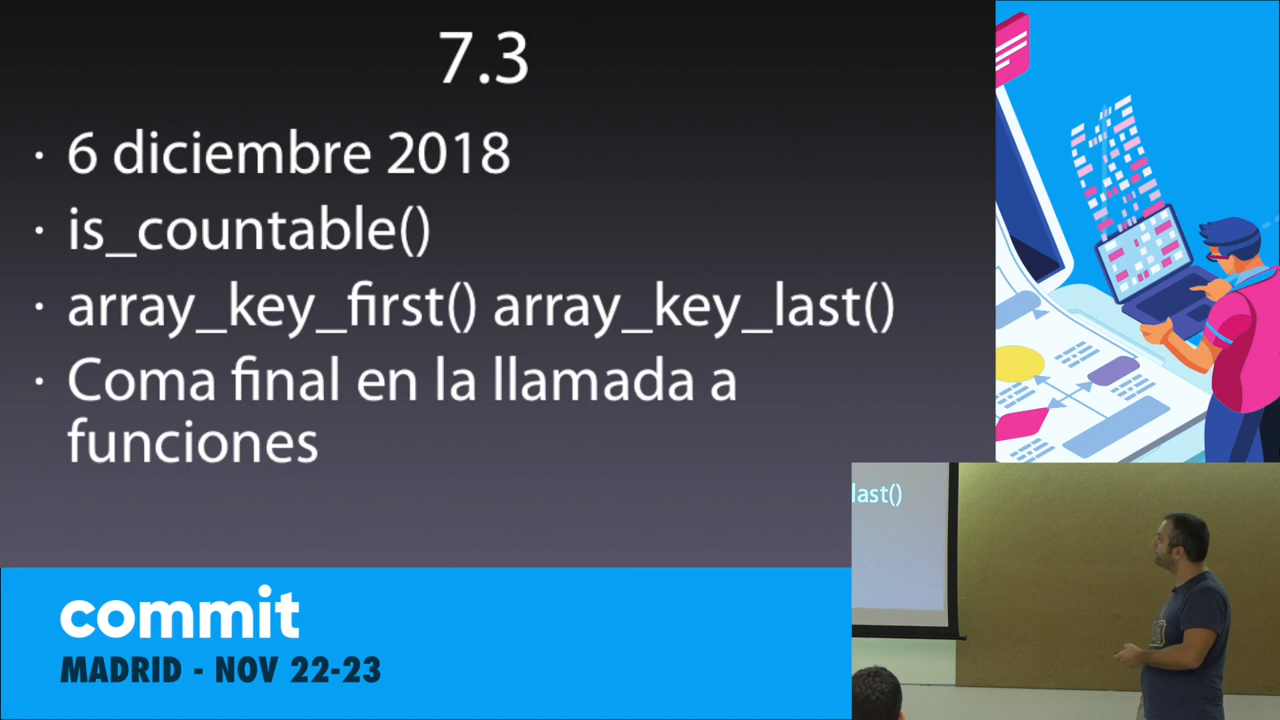 7.3
· 6 diciembre 2018
· is_countable()
· array_key_first() array_key_last()
· Coma final en la llamada a
funciones
last()
commit
MADRID - NOV 22-23